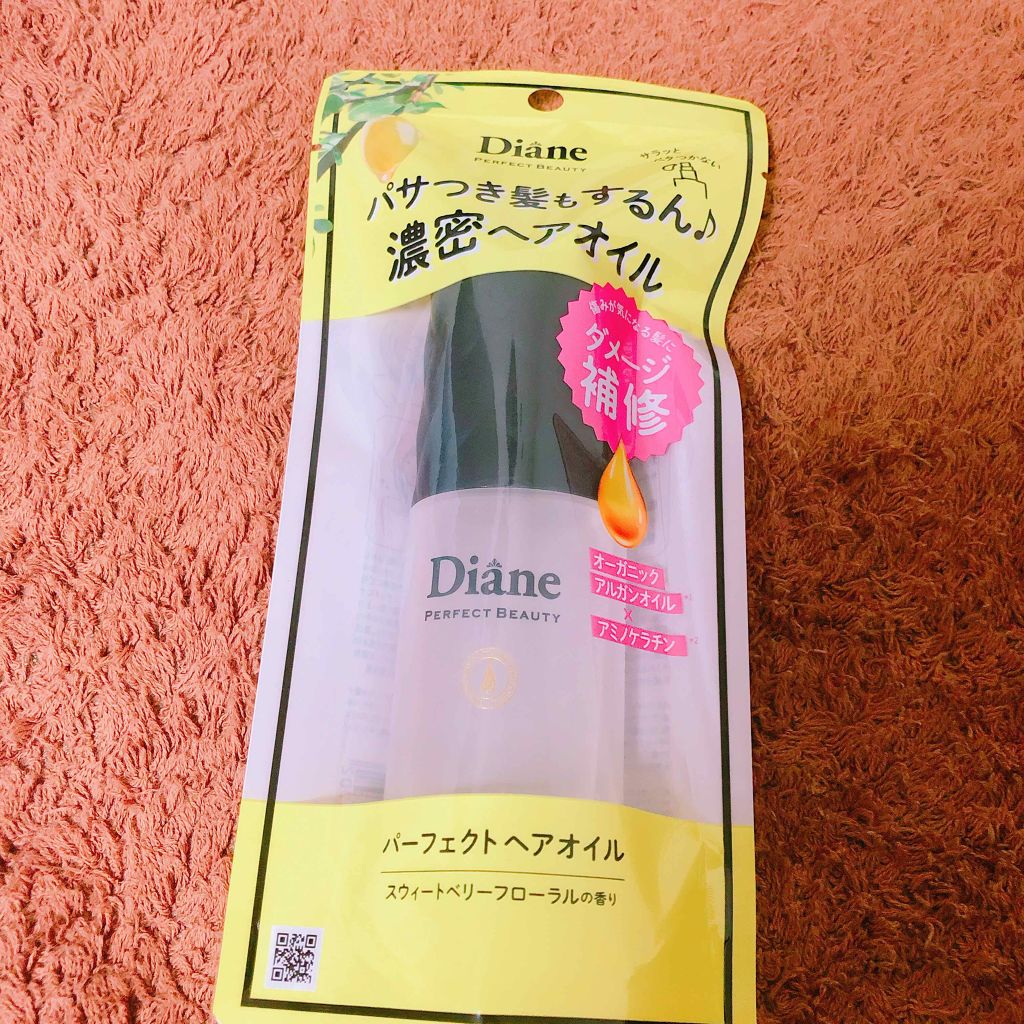 Diane
PERFECT BEAUTY
サラッと
ベタつかない
パサつき髪もするん♪
濃密ヘアオイル
傷みが気になる髪に
ダメージ
補修
Diane
PERFECT BEAUTY
オーガニック
アルガンオイル※1
×
アミノケラチン※2
パーフェクト ヘアオイル
スウィートベリーフローラルの香り